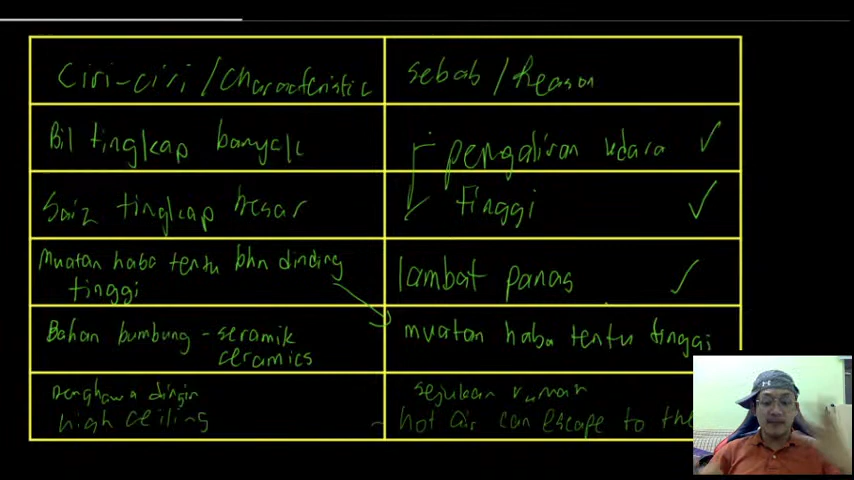 Ciri-ciri/Characteristic
sebab/Reason
Bil tingkap banyak
pengaliran udara ✓
Saiz tingkap besar
tinggi ✓
Muatan haba tentu bhn dinding
tinggi
lambat panas ✓
Bahan bumbung - seramik
ceramics
muatan haba tentu tinggi
Penghawa dingin
high ceiling
sejukan rumah
~ hot air can escape to the